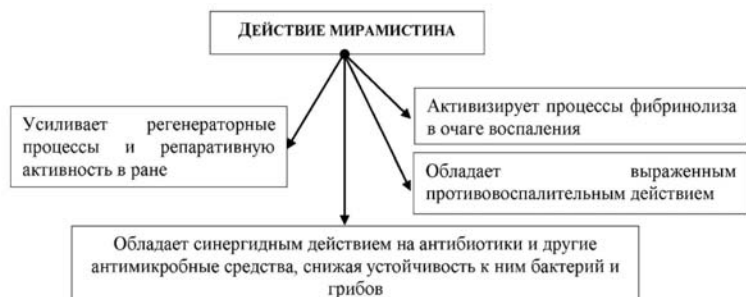 ДЕЙСТВИЕ МИРАМИСТИНА
Усиливает регенераторные
процессы и репаративную
активность в ране
Активизирует процессы фибринолиза
в очаге воспаления
Обладает выраженным
противовоспалительным действием
Обладает синергидным действием на антибиотики и другие
антимикробные средства, снижая устойчивость к ним бактерий и
грибов